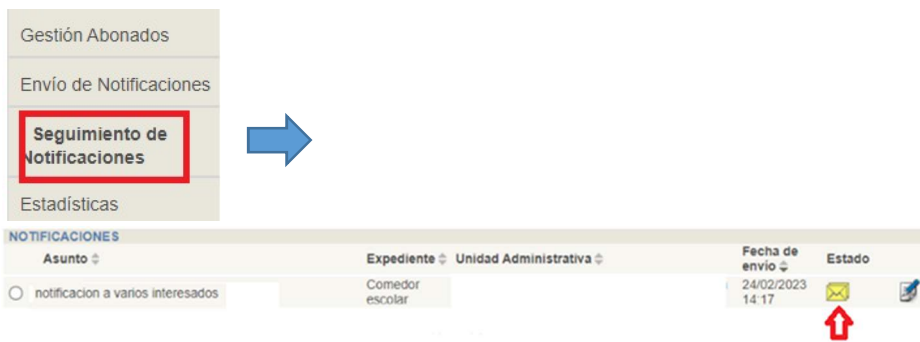 Gestión Abonados
Envío de Notificaciones
Seguimiento de
Notificaciones
Estadísticas
NOTIFICACIONES
Asunto Expediente Unidad Administrativa Fecha de envío Estado
notificacion a varios interesados Comedor escolar 24/02/2023 14:17